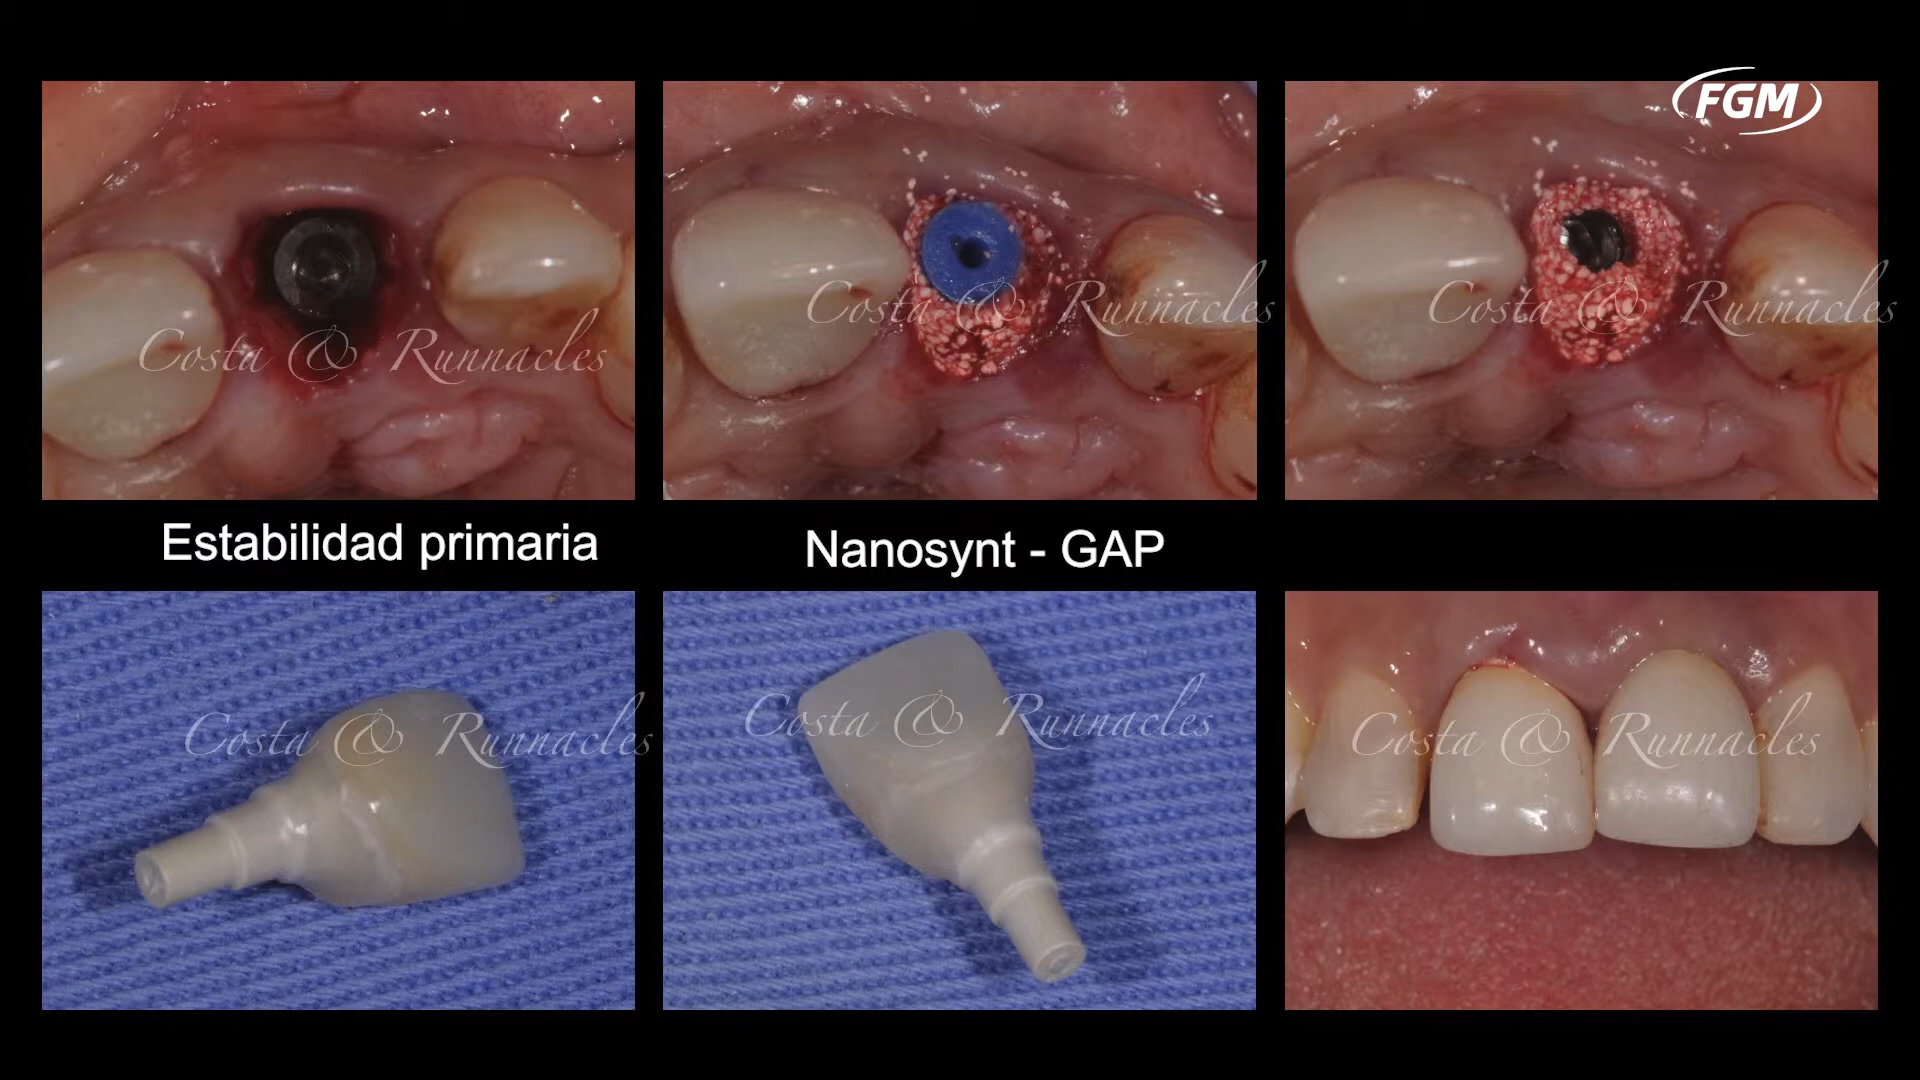 FGM
Costa & Runnacles
Costa & Runnacles
Costa & Runnacles
Estabilidad primaria
Nanosynt - GAP
Costa & Runnacles
Costa & Runnacles
Costa & Runnacles